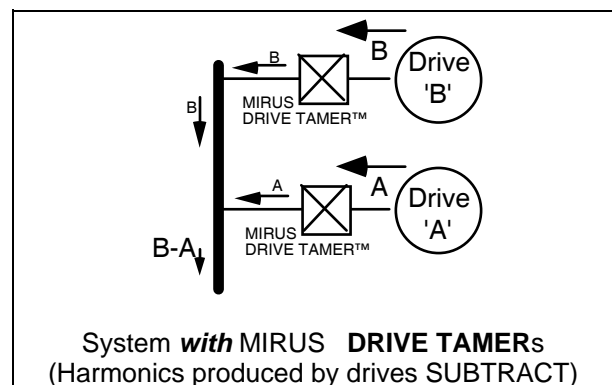 B
Drive
'B'
B
MIRUS
DRIVE TAMER™
B
A
Drive
'A'
A
MIRUS
DRIVE TAMER™
B-A
System with MIRUS DRIVE TAMERs
(Harmonics produced by drives SUBTRACT)